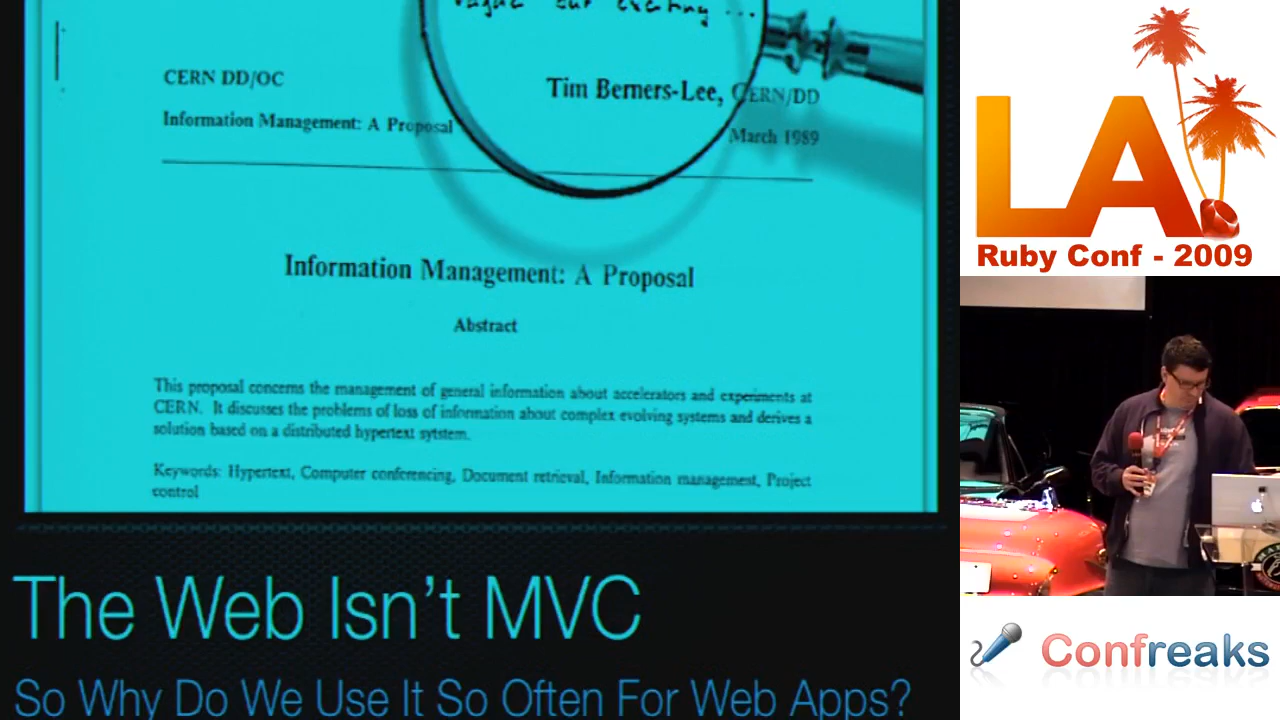 vague but exciting ...
CERN DD/OC
Tim Berners-Lee, CERN/DD
Information Management: A Proposal
March 1989
Information Management: A Proposal
Abstract
This proposal concerns the management of general information about accelerators and experiments at
CERN. It discusses the problems of loss of information about complex evolving systems and derives a
solution based on a distributed hypertext sytstem.
Keywords: Hypertext, Computer conferencing, Document retrieval, Information management, Project
control
The Web Isn't MVC
So Why Do We Use It So Often For Web Apps?
LA
Ruby Conf - 2009
Confreaks